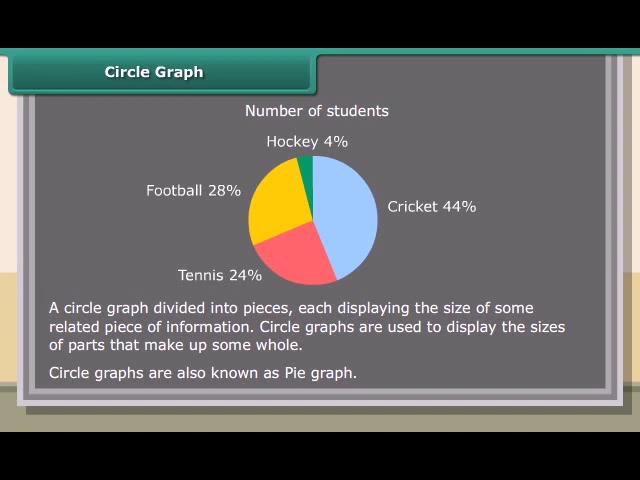 Circle Graph
Number of students
Hockey 4%
Football 28%
Cricket 44%
Tennis 24%
A circle graph divided into pieces, each displaying the size of some
related piece of information. Circle graphs are used to display the sizes
of parts that make up some whole.
Circle graphs are also known as Pie graph.